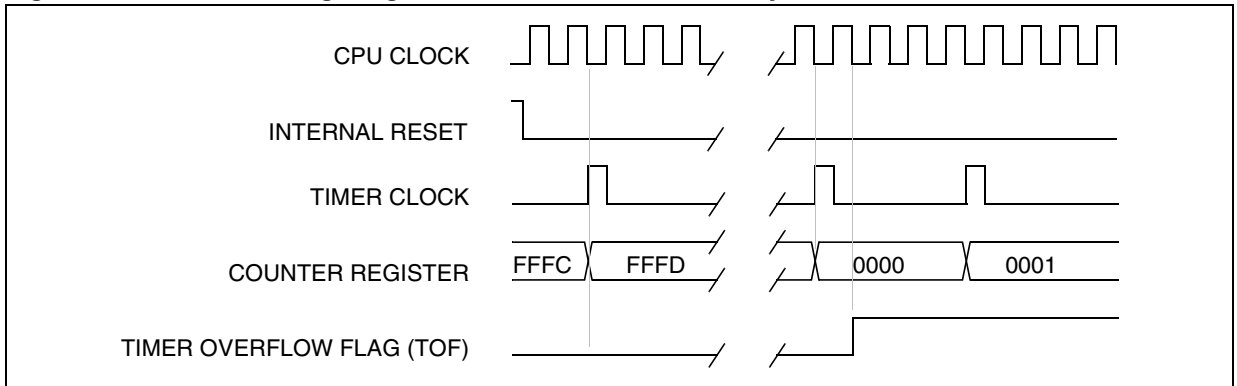 CPU CLOCK
INTERNAL RESET
TIMER CLOCK
COUNTER REGISTER
FFFC
FFFD
0000
0001
TIMER OVERFLOW FLAG (TOF)